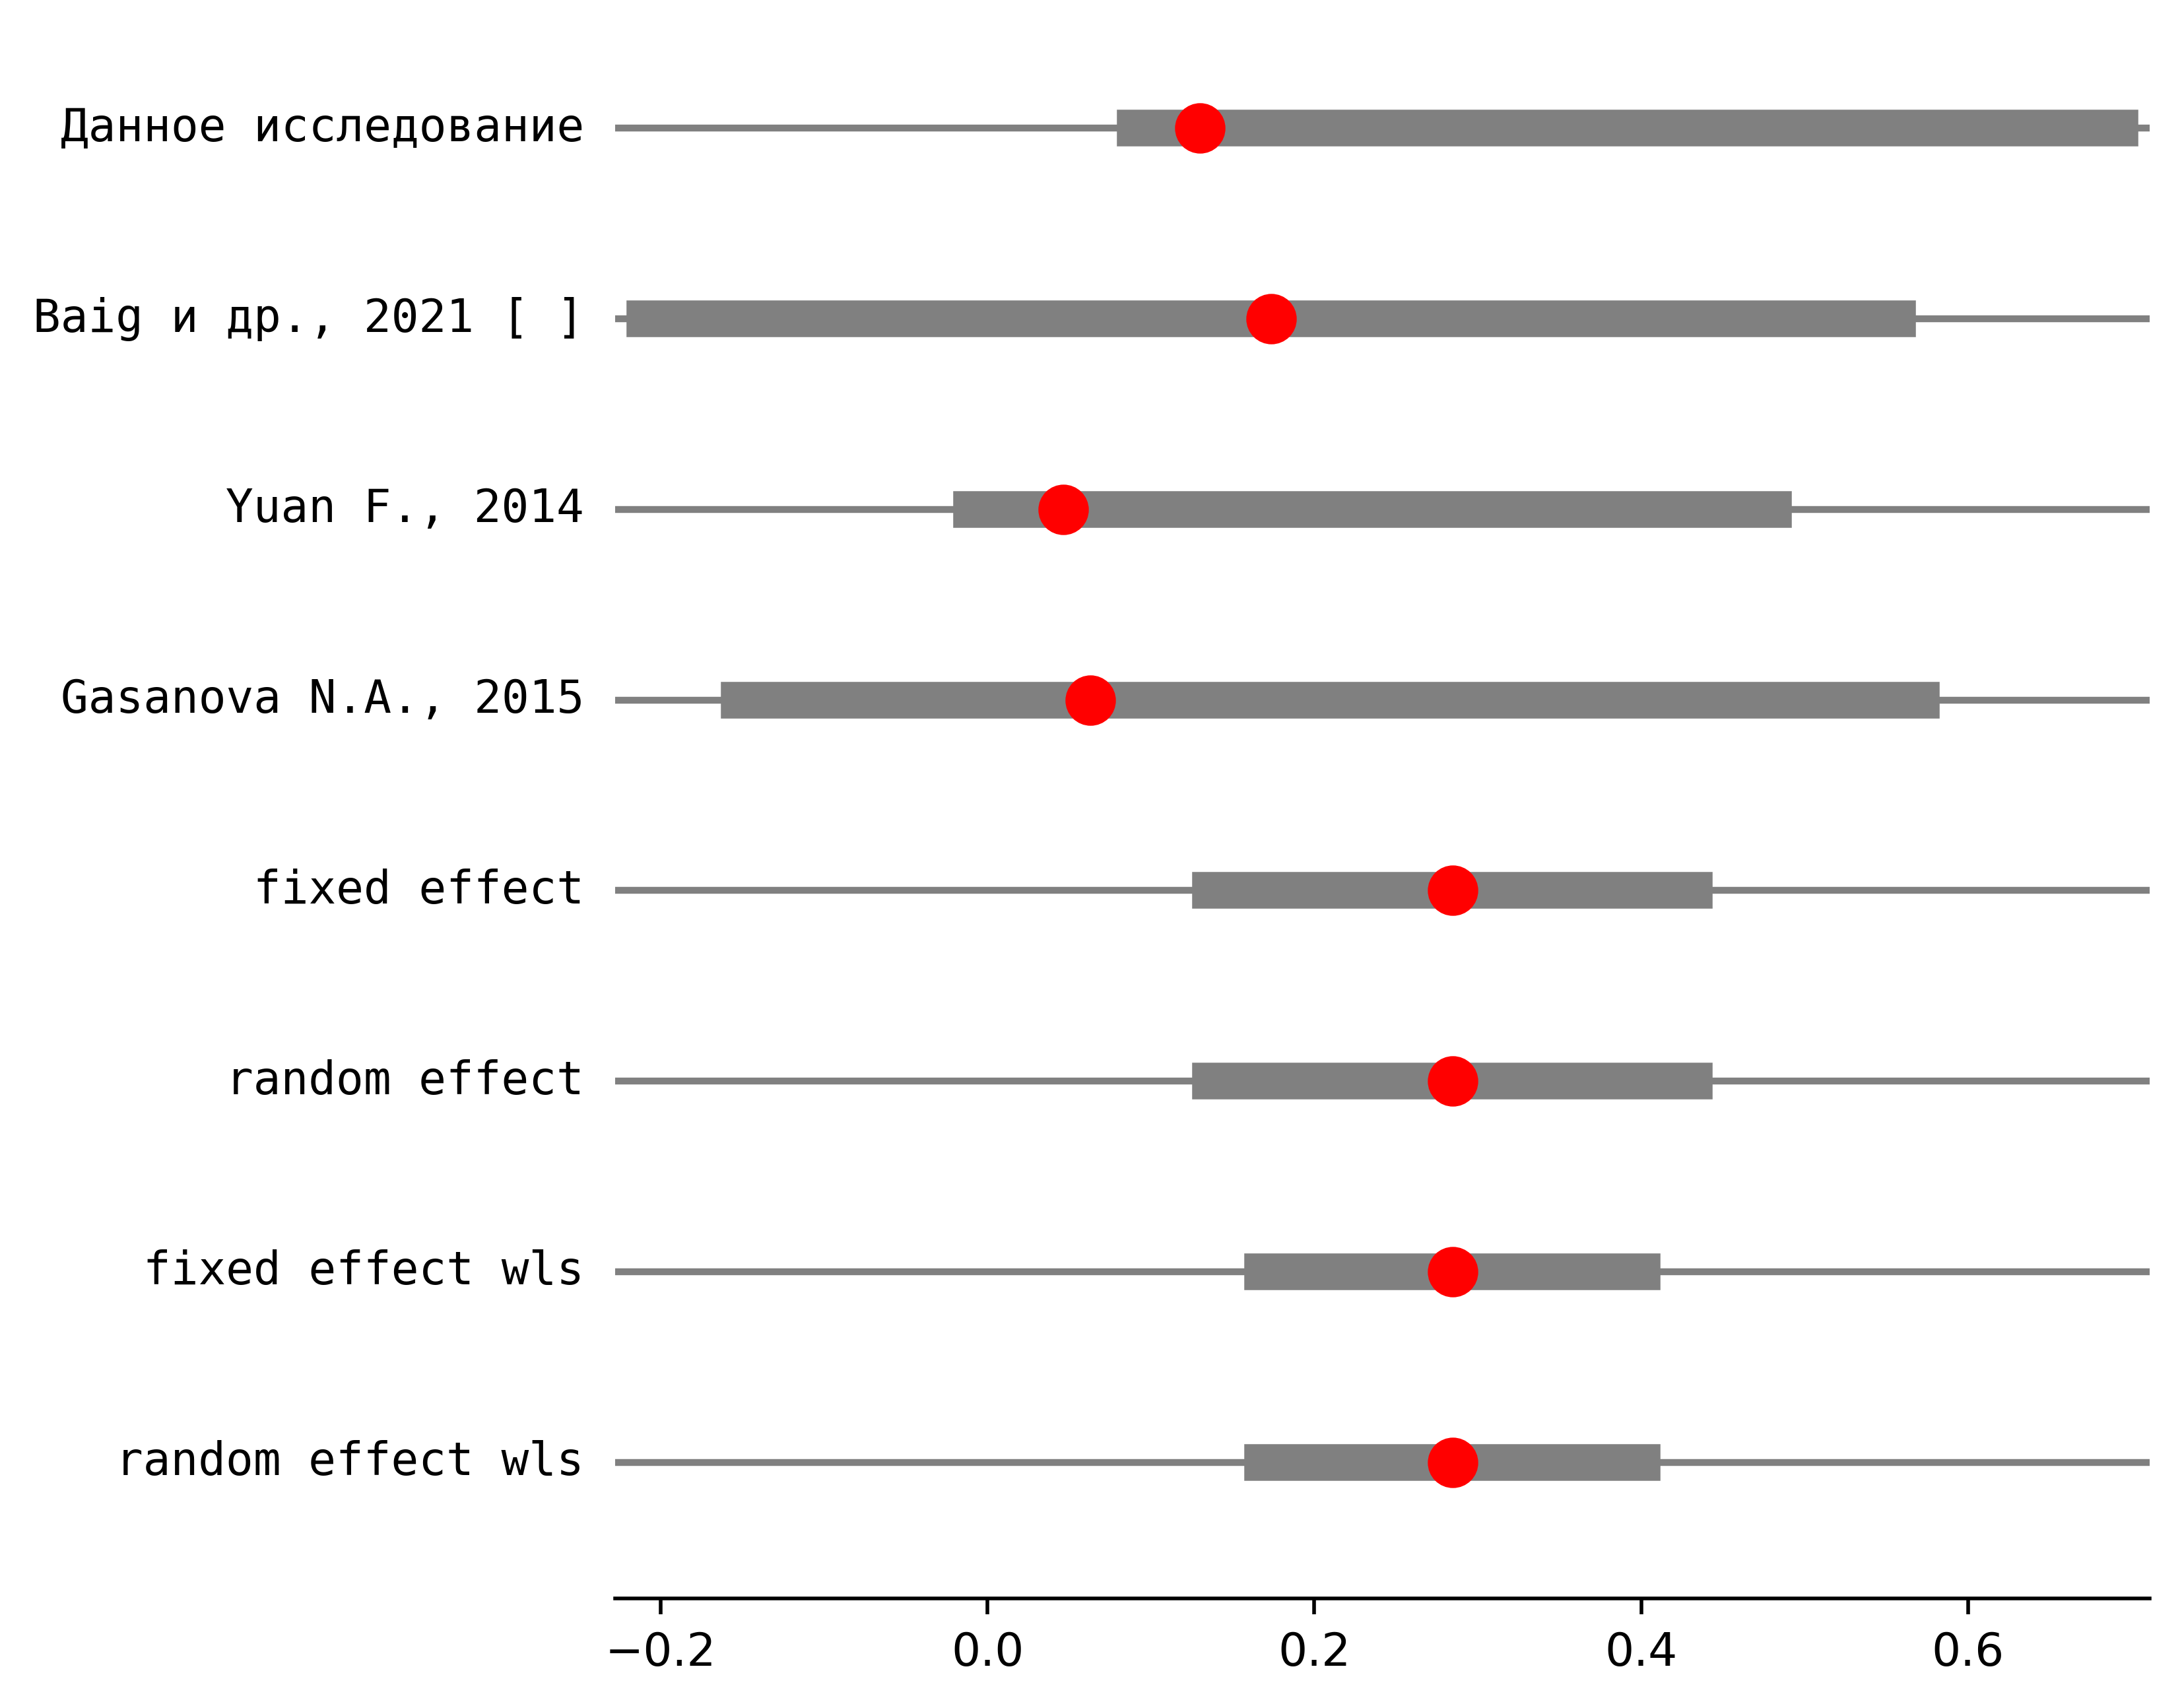 Данное исследование
Baig и др., 2021 [ ]
Yuan F., 2014
Gasanova N.A., 2015
fixed effect
random effect
fixed effect wls
random effect wls
−0.2 0.0 0.2 0.4 0.6